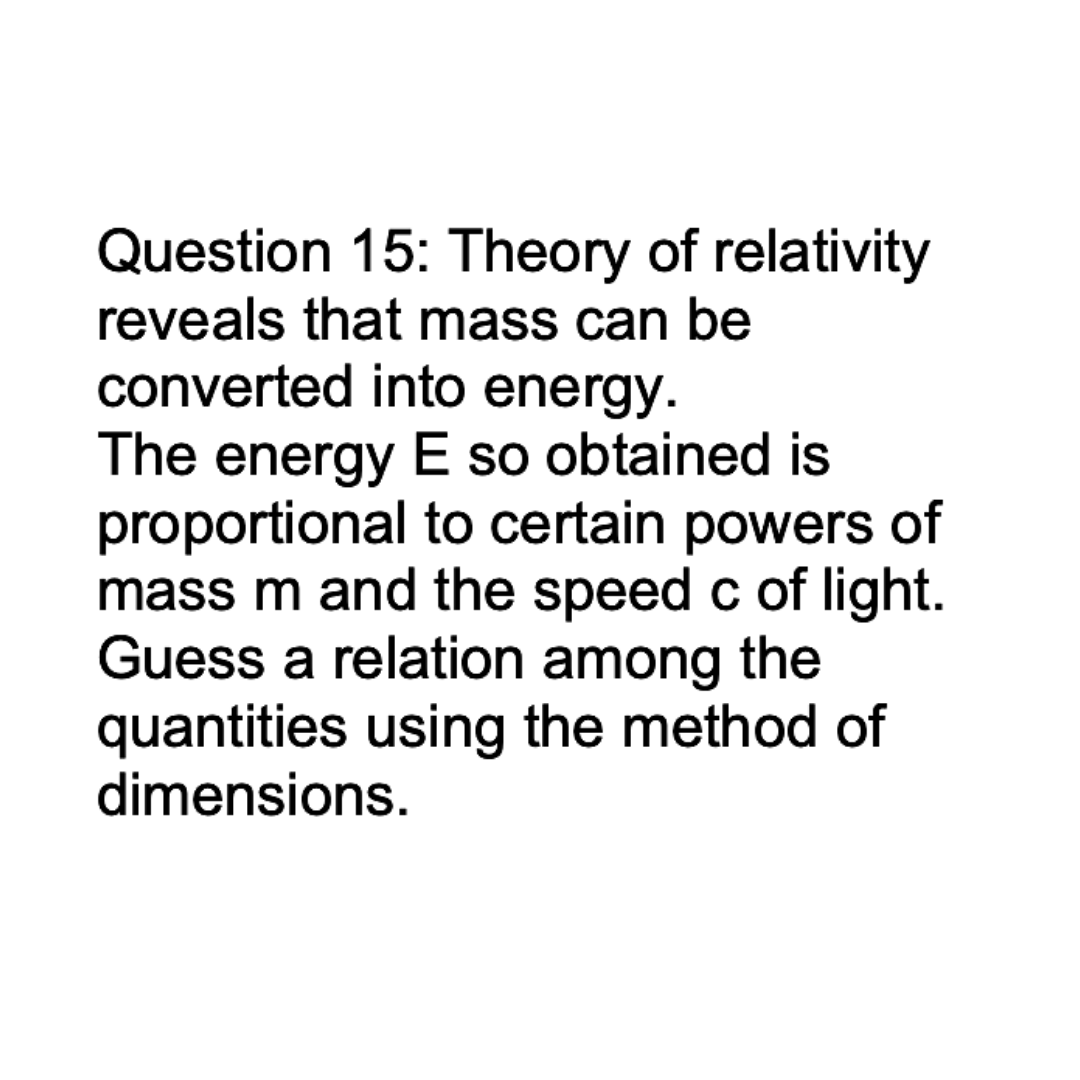 Question 15: Theory of relativity
reveals that mass can be
converted into energy.
The energy E so obtained is
proportional to certain powers of
mass m and the speed c of light.
Guess a relation among the
quantities using the method of
dimensions.